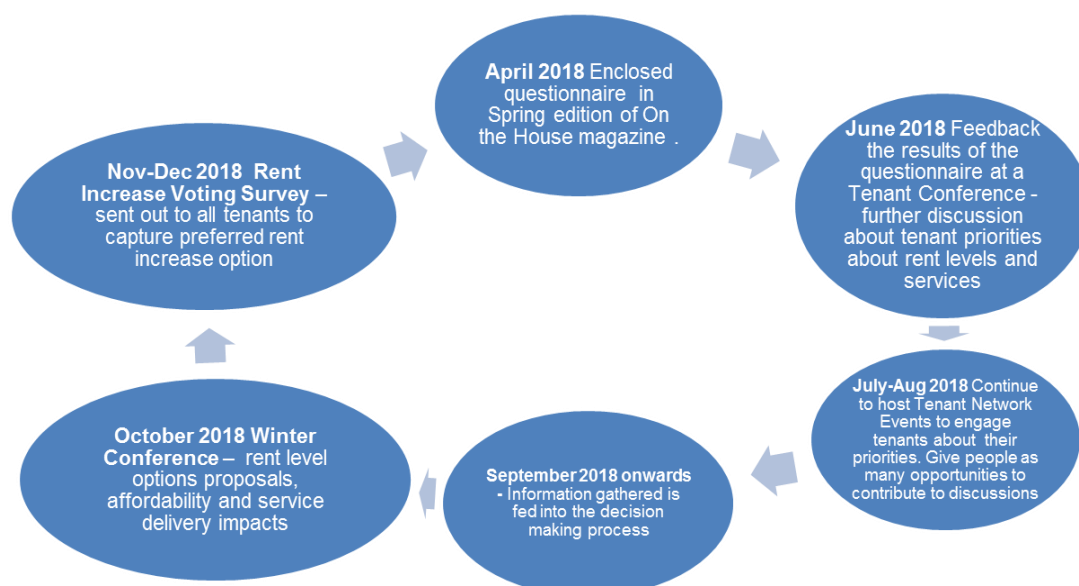 April 2018 Enclosed
questionnaire in
Spring edition of On
the House magazine .
June 2018 Feedback
the results of the
questionnaire at a
Tenant Conference -
further discussion
about tenant priorities
about rent levels and
services
July-Aug 2018 Continue
to host Tenant Network
Events to engage
tenants about their
priorities. Give people as
many opportunities to
contribute to discussions
September 2018 onwards
- Information gathered is
fed into the decision
making process
October 2018 Winter
Conference – rent level
options proposals,
affordability and service
delivery impacts
Nov-Dec 2018 Rent
Increase Voting Survey –
sent out to all tenants to
capture preferred rent
increase option